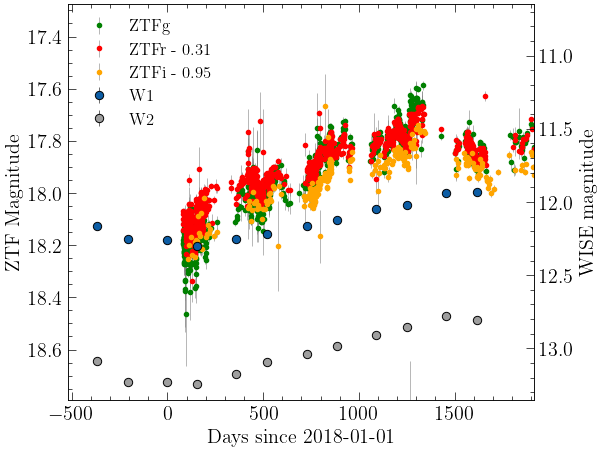 ZTFg
ZTFr - 0.31
ZTFi - 0.95
W1
W2
17.4
17.6
17.8
18.0
18.2
18.4
18.6
ZTF Magnitude
11.0
11.5
12.0
12.5
13.0
WISE magnitude
−500 0 500 1000 1500
Days since 2018-01-01